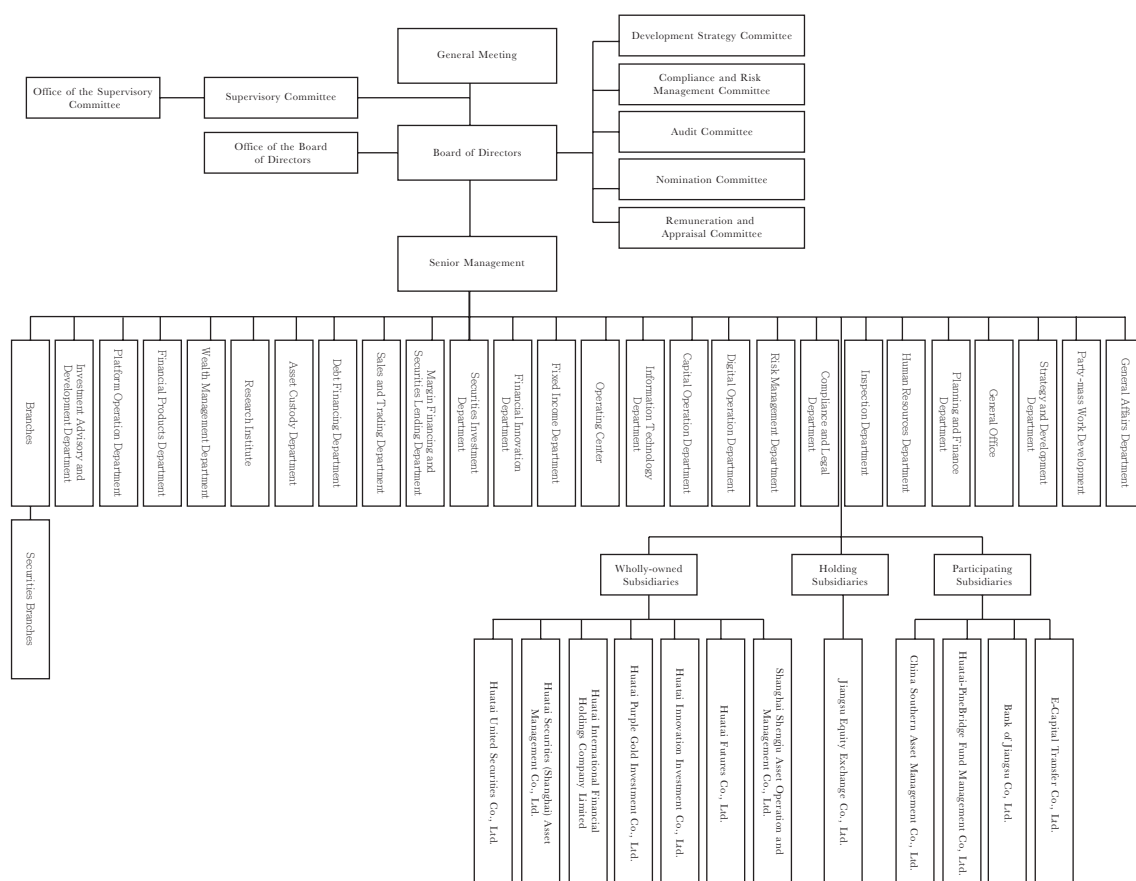 General Meeting
Development Strategy Committee
Compliance and Risk
Management Committee
Office of the Supervisory
Committee
Supervisory Committee
Audit Committee
Office of the Board
of Directors
Board of Directors
Nomination Committee
Remuneration and
Appraisal Committee
Senior Management
Branches
Investment Advisory and
Development Department
Platform Operation Department
Financial Products Department
Wealth Management Department
Research Institute
Asset Custody Department
Debt Financing Department
Sales and Trading Department
Margin Financing and
Securities Lending Department
Securities Investment
Department
Financial Innovation
Department
Fixed Income Department
Operating Center
Information Technology
Department
Capital Operation Department
Digital Operation Department
Risk Management Department
Compliance and Legal
Department
Inspection Department
Human Resources Department
Planning and Finance
Department
General Office
Strategy and Development
Department
Party-mass Work Development
General Affairs Department
Securities Branches
Wholly-owned
Subsidiaries
Holding
Subsidiaries
Participating
Subsidiaries
Huatai United Securities Co., Ltd.
Huatai Securities (Shanghai) Asset
Management Co., Ltd.
Huatai International Financial
Holdings Company Limited
Huatai Purple Gold Investment Co., Ltd.
Huatai Innovation Investment Co., Ltd.
Huatai Futures Co., Ltd.
Shanghai Shengju Asset Operation and
Management Co., Ltd.
Jiangsu Equity Exchange Co., Ltd.
China Southern Asset Management Co., Ltd.
Huatai-PineBridge Fund Management Co, Ltd.
Bank of Jiangsu Co, Ltd.
E-Capital Transfer Co., Ltd.